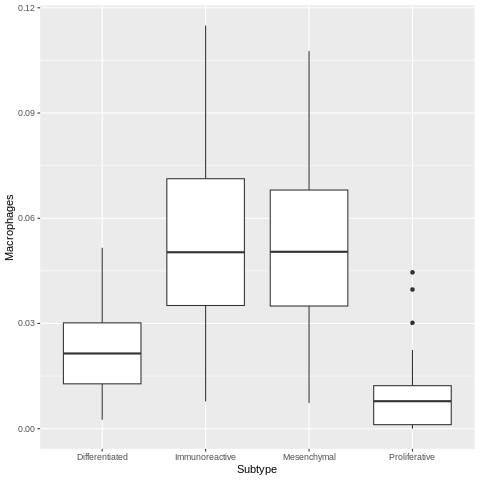 Macrophages
0.12
0.09
0.06
0.03
0.00
Differentiated Immunoreactive Mesenchymal Proliferative
Subtype